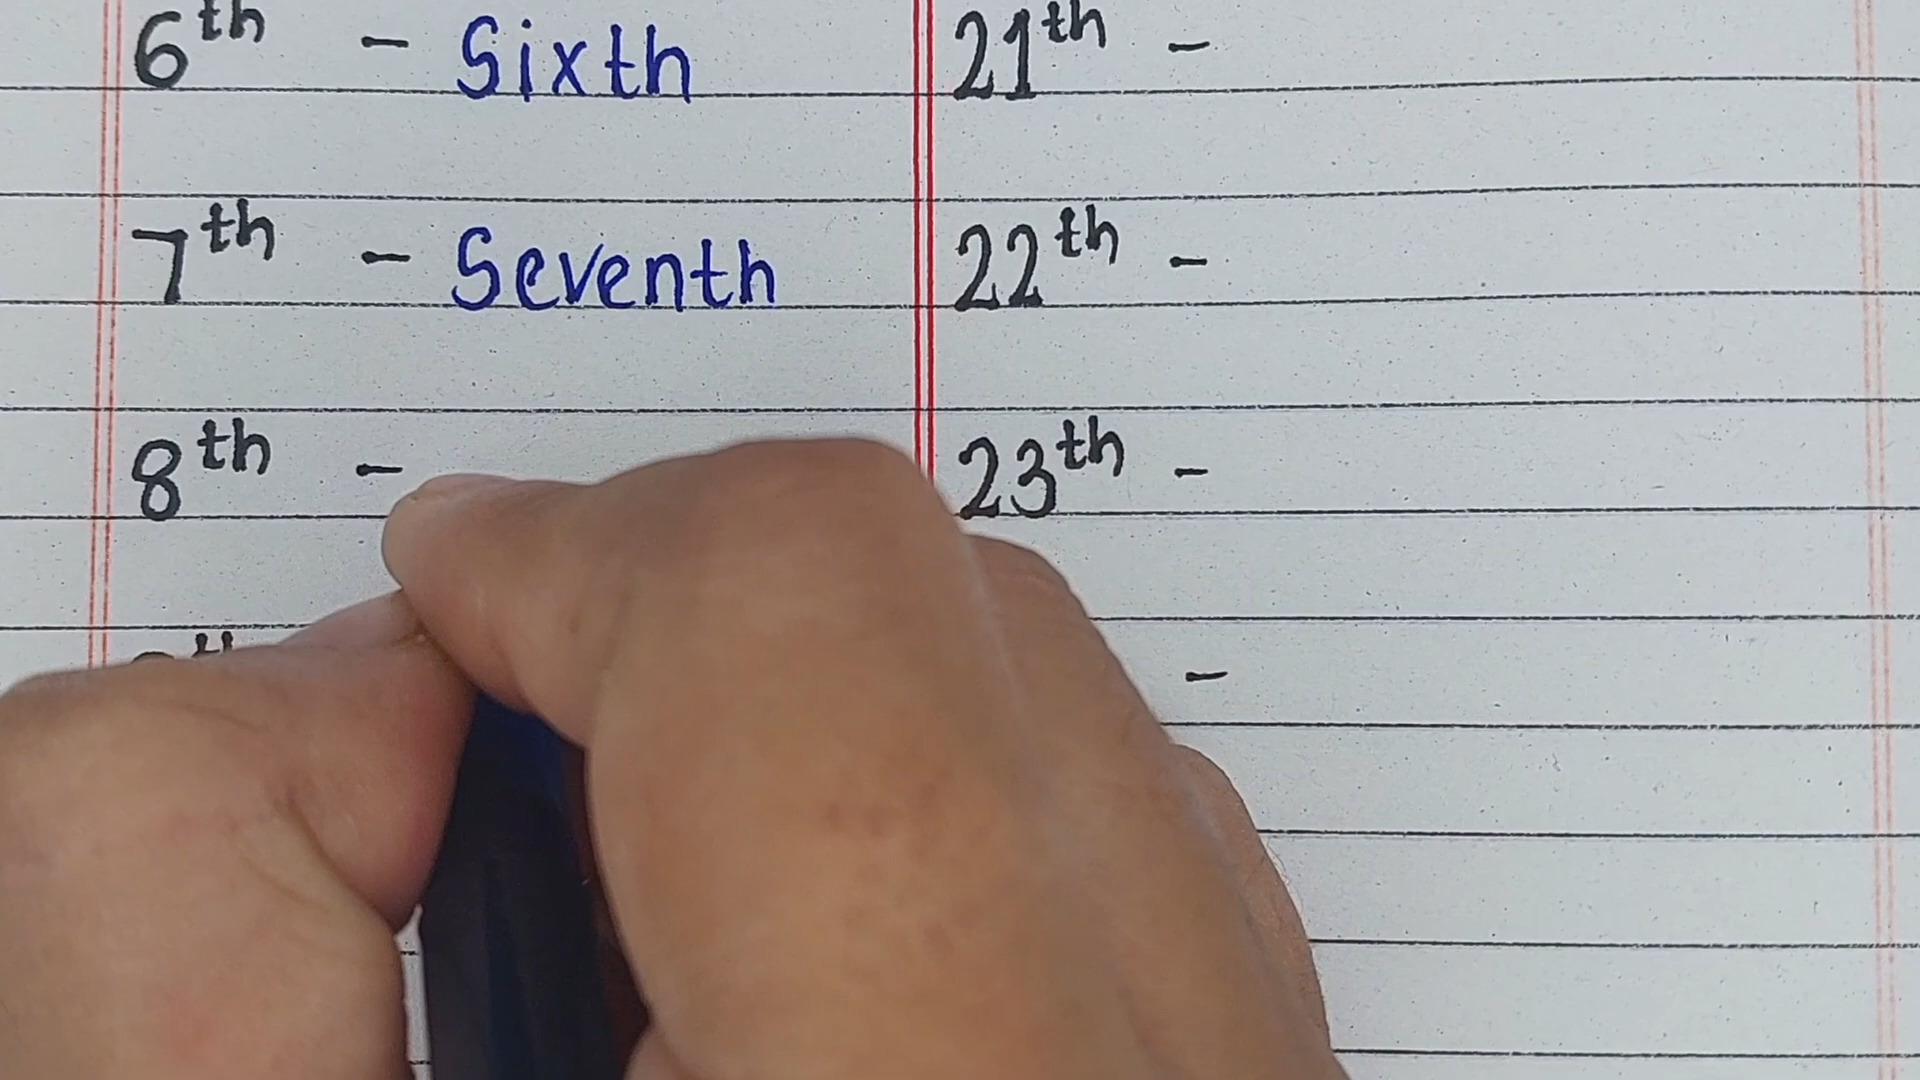 6th - Sixth
7th - Seventh
8th -
21th -
22th -
23th -
-